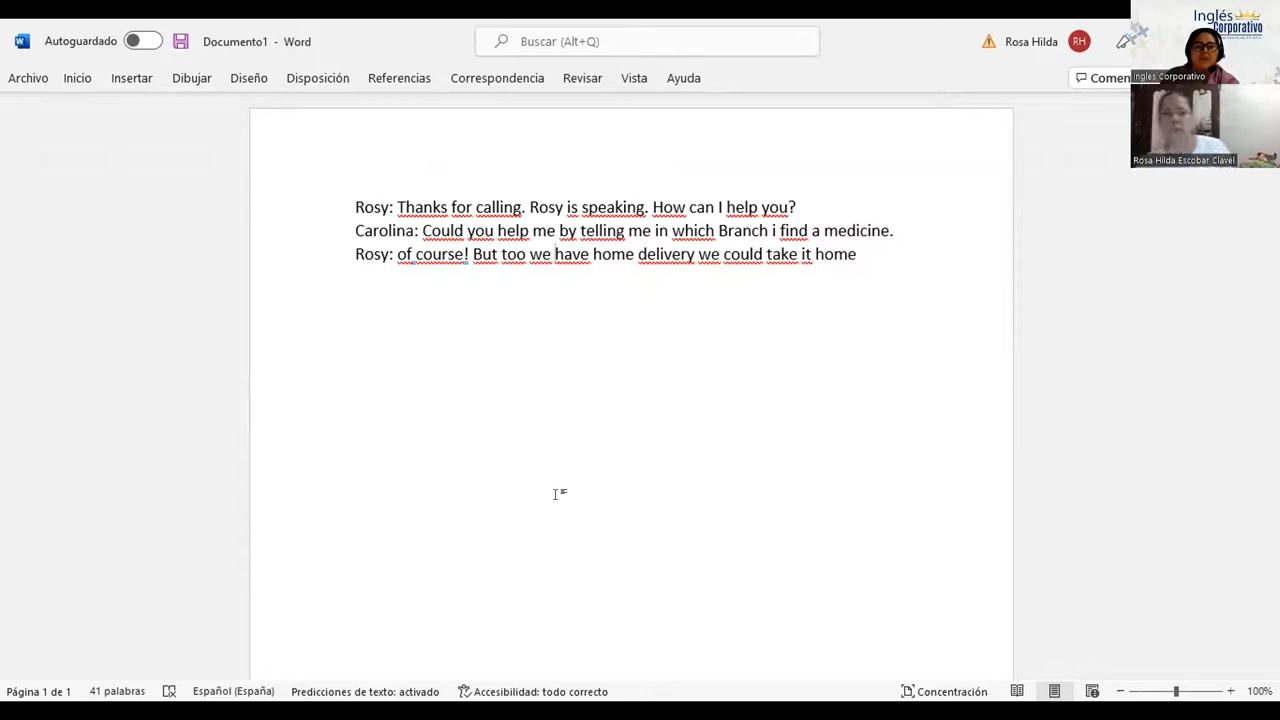 Autoguardado
Documento1 - Word
Buscar (Alt+Q)
Rosa Hilda
RH
Archivo Inicio Insertar Dibujar Diseño Disposición Referencias Correspondencia Revisar Vista Ayuda
Comen
Inglés
Corporativo
Ingles Corporativo
Rosa Hilda Escobar Clavel
Rosy: Thanks for calling. Rosy is speaking. How can I help you?
Carolina: Could you help me by telling me in which Branch i find a medicine.
Rosy: of course! But too we have home delivery we could take it home
Página 1 de 1 41 palabras Español (España) Predicciones de texto: activado Accesibilidad: todo correcto Concentración 100%